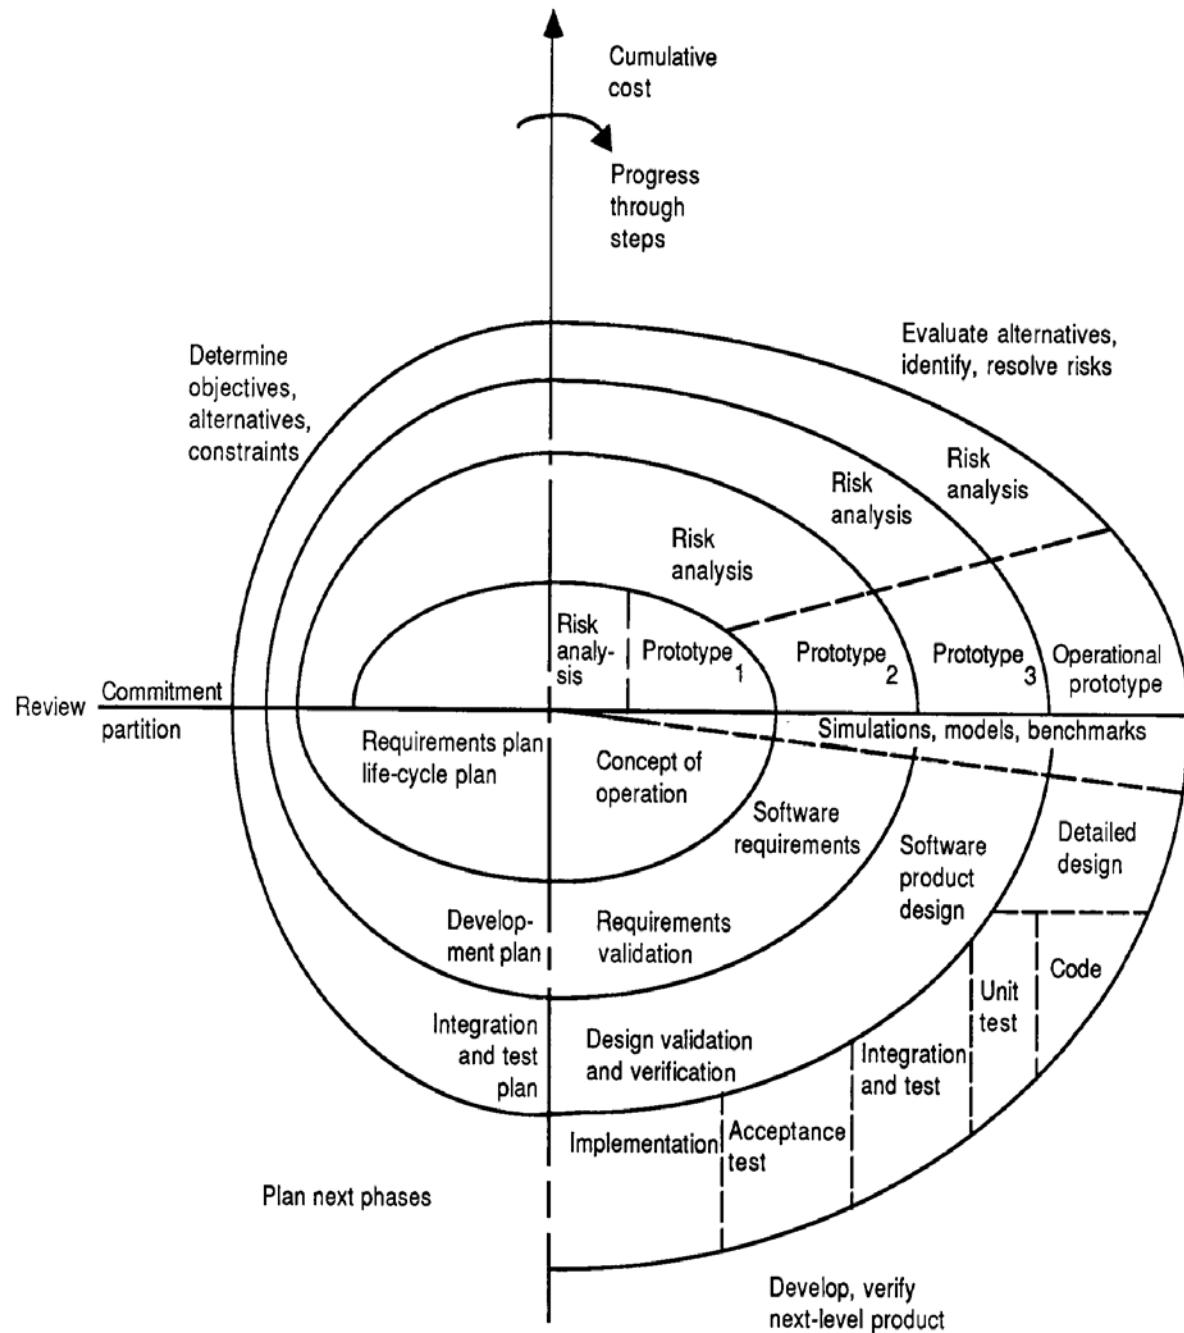 Cumulative
cost
Progress
through
steps
Determine
objectives,
alternatives,
constraints
Evaluate alternatives,
identify, resolve risks
Risk
analysis
Risk
analysis
Risk
analysis
Risk
analy-
sis
Prototype 1
Prototype 2
Prototype 3
Operational
prototype
Review
Commitment
partition
Simulations, models, benchmarks
Requirements plan
life-cycle plan
Concept of
operation
Software
requirements
Software
product
design
Detailed
design
Develop-
ment plan
Requirements
validation
Code
Unit
test
Integration
and test
plan
Design validation
and verification
Integration
and test
Acceptance
test
Implementation
Plan next phases
Develop, verify
next-level product